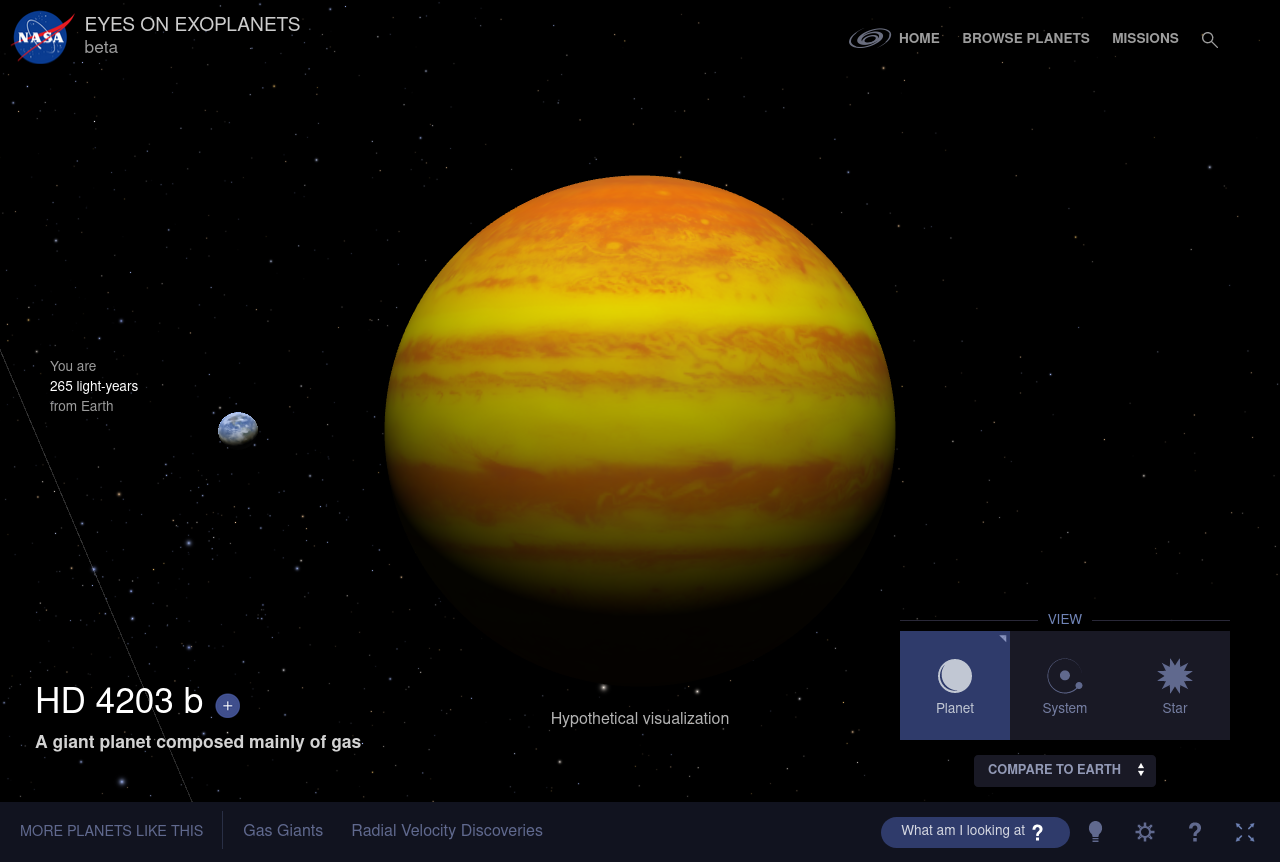 NASA
EYES ON EXOPLANETS
beta
HOME
BROWSE PLANETS
MISSIONS
You are
265 light-years
from Earth
HD 4203 b +
A giant planet composed mainly of gas
Hypothetical visualization
VIEW
Planet
System
Star
COMPARE TO EARTH
MORE PLANETS LIKE THIS
Gas Giants
Radial Velocity Discoveries
What am I looking at ?
?